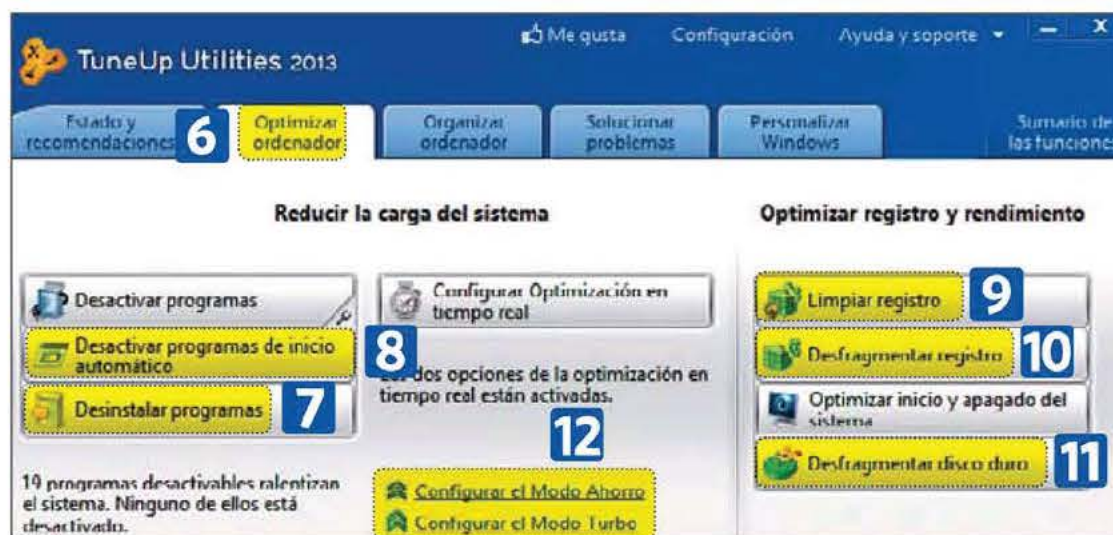 Me gusta Configuración Ayuda y soporte
TuneUp Utilities 2013
Estado y
recomendaciones
6
Optimizar
ordenador
Organizar
ordenador
Solucionar
problemas
Personalizar
Windows
Sumario de
las funcione
Reducir la carga del sistema
Desactivar programas
Desactivar programas de inicio
automático
8
Desinstalar programas
7
19 programas desactivables ralentizan
el sistema. Ninguno de ellos está
desactivado.
Configurar Optimización en
tiempo real
dos opciones de la optimización en
tiempo real están activadas.
12
Configurar el Modo Ahorro
Configurar el Modo Turbo
Optimizar registro y rendimiento
Limpiar registro
9
Desfragmentar registro
10
Optimizar inicio y apagado del
sistema
Desfragmentar disco duro
11